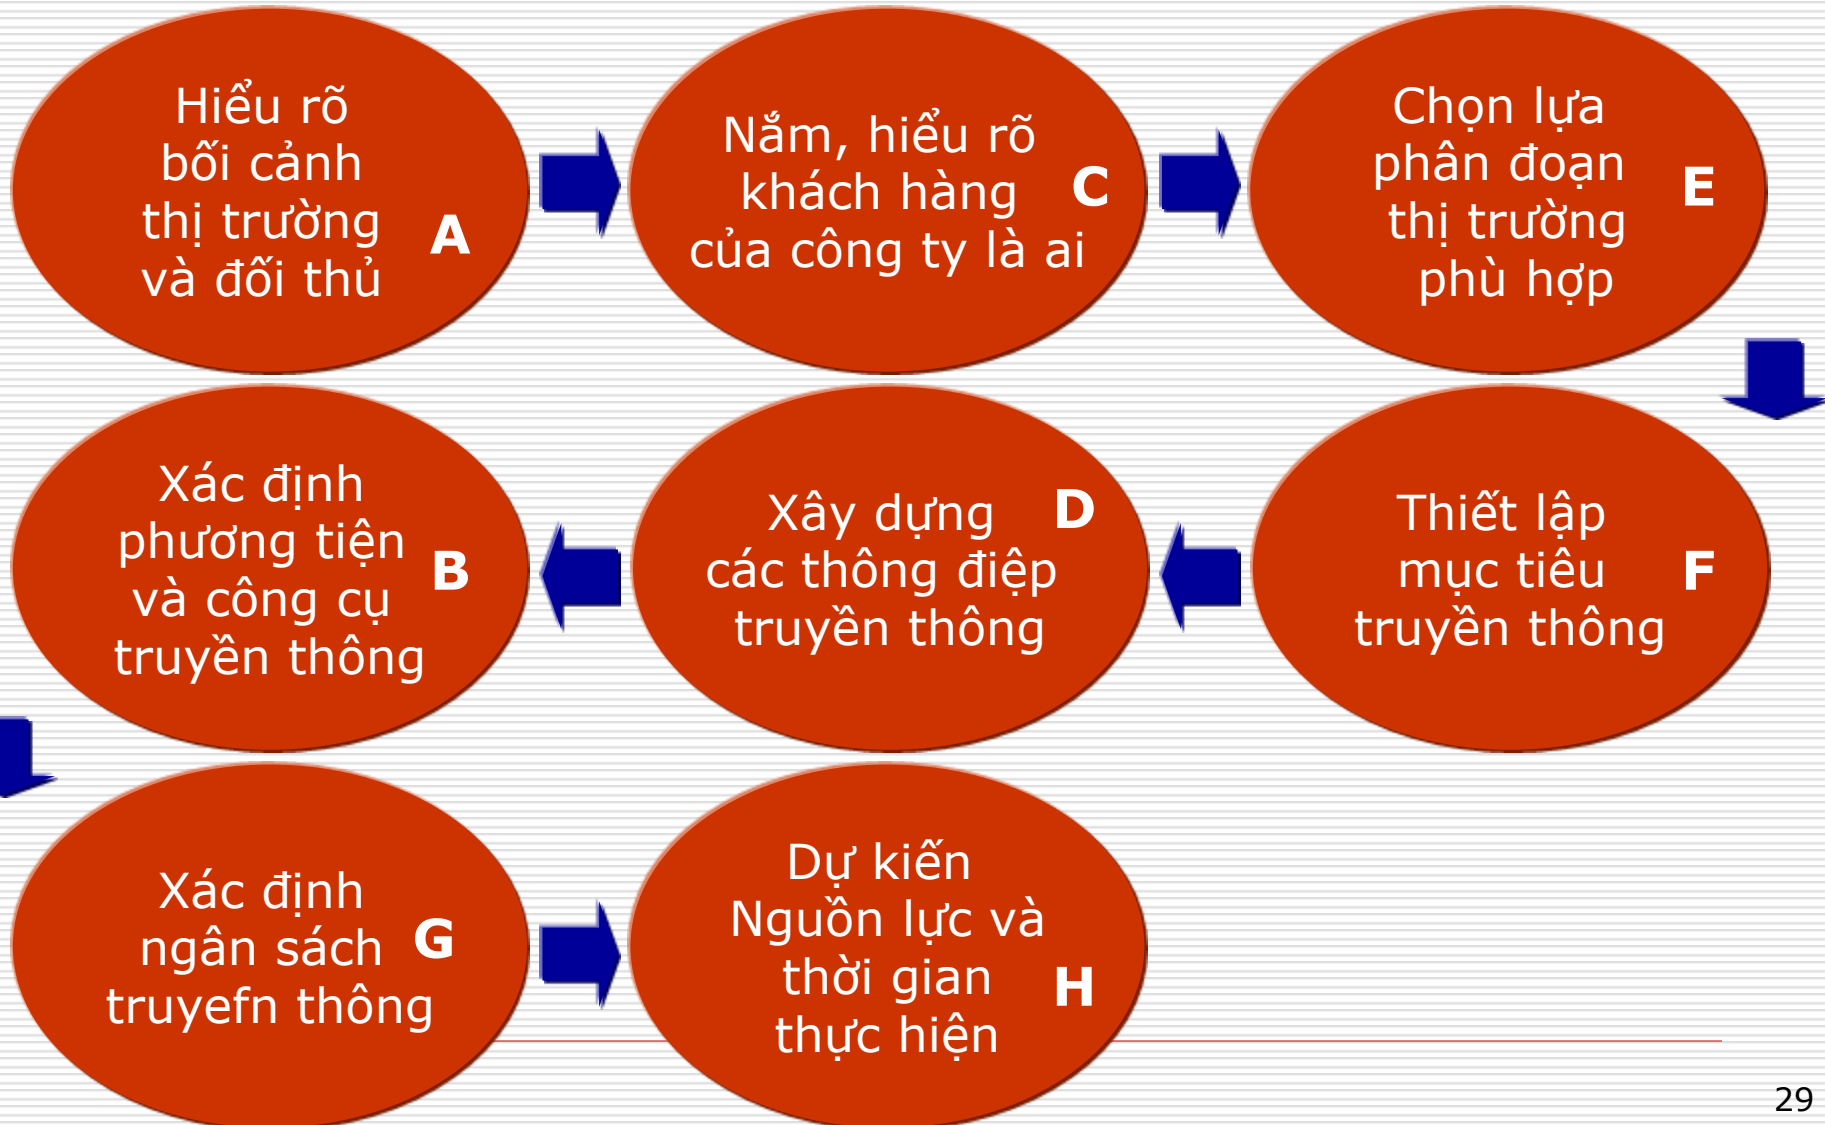 Hiểu rõ
bối cảnh
thị trường
và đối thủ
A
Nắm, hiểu rõ
khách hàng
của công ty là ai
C
Chọn lựa
phân đoạn
thị trường
phù hợp
E
Thiết lập
mục tiêu
truyền thông
F
Xây dựng
các thông điệp
truyền thông
D
Xác định
phương tiện
và công cụ
truyền thông
B
Xác định
ngân sách
truyefn thông
G
Dự kiến
Nguồn lực và
thời gian
thực hiện
H
29